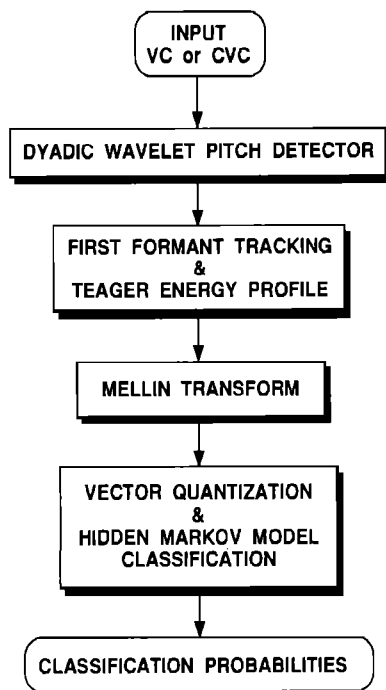 INPUT
VC or CVC
DYADIC WAVELET PITCH DETECTOR
FIRST FORMANT TRACKING
&
TEAGER ENERGY PROFILE
MELLIN TRANSFORM
VECTOR QUANTIZATION
&
HIDDEN MARKOV MODEL
CLASSIFICATION
CLASSIFICATION PROBABILITIES